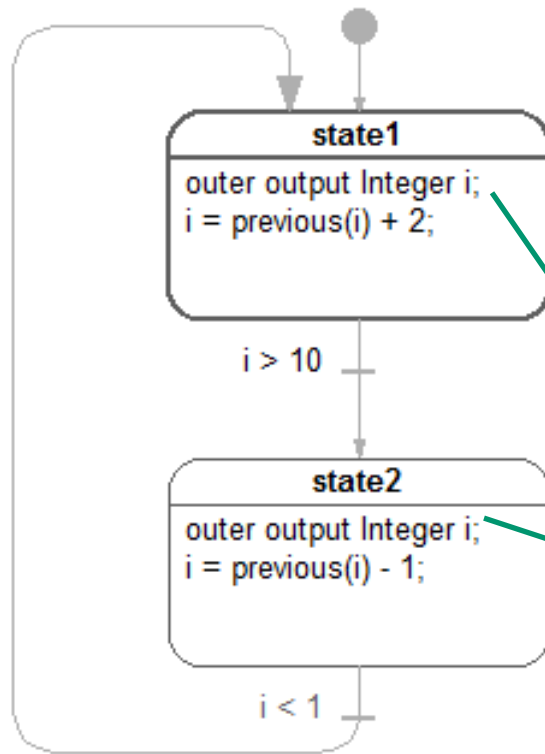 state1
outer output Integer i;
i = previous(i) + 2;
i > 10
state2
outer output Integer i;
i = previous(i) - 1;
i < 1